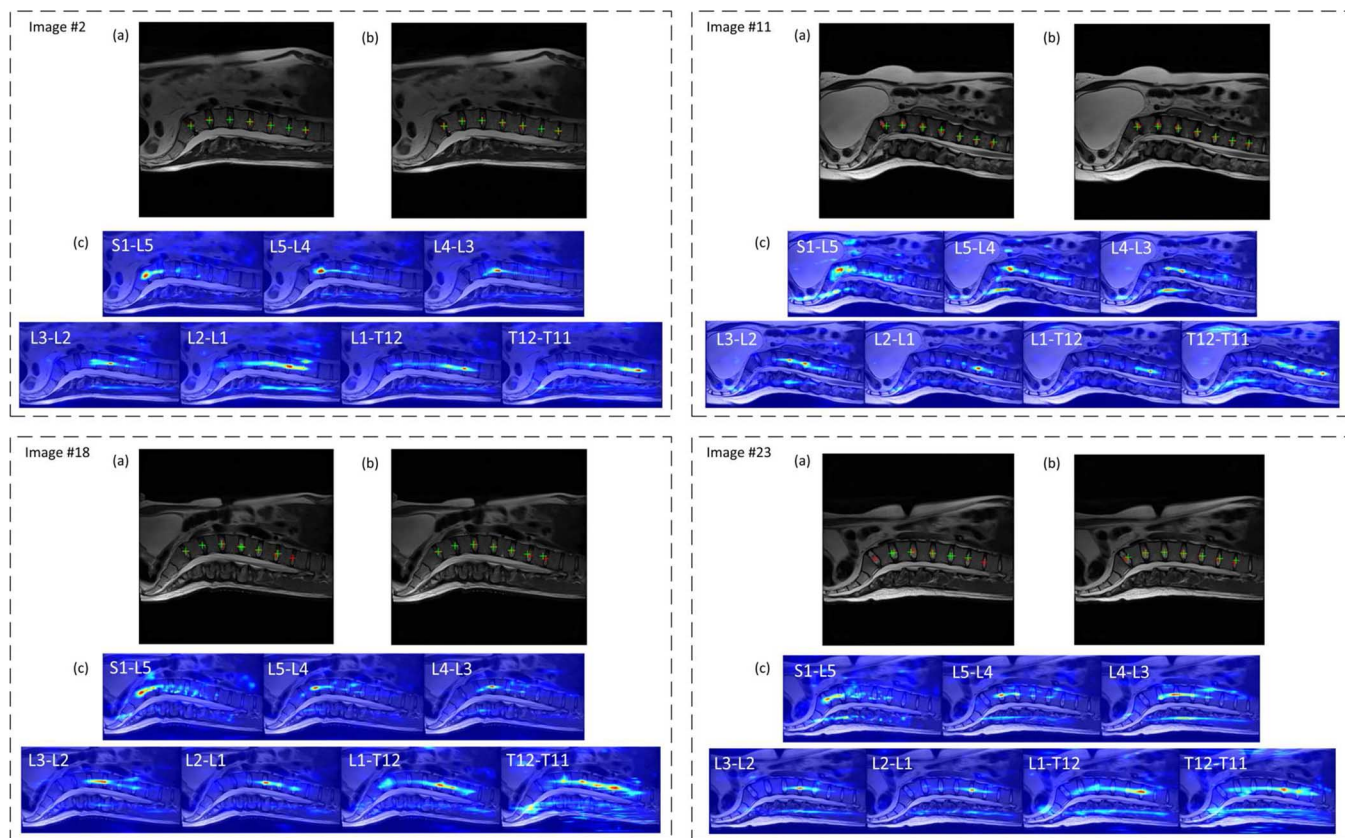 Image #2
(a)
(b)
(c)
S1-L5
L5-L4
L4-L3
L3-L2
L2-L1
L1-T12
T12-T11
Image #11
(a)
(b)
(c)
S1-L5
L5-L4
L4-L3
L3-L2
L2-L1
L1-T12
T12-T11
Image #18
(a)
(b)
(c)
S1-L5
L5-L4
L4-L3
L3-L2
L2-L1
L1-T12
T12-T11
Image #23
(a)
(b)
(c)
S1-L5
L5-L4
L4-L3
L3-L2
L2-L1
L1-T12
T12-T11